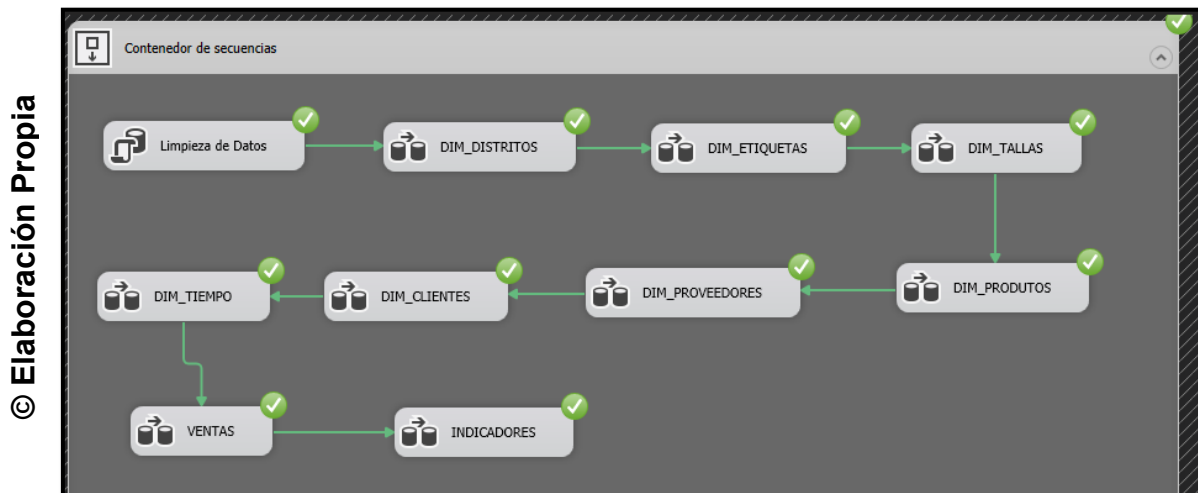 © Elaboración Propia
Contenedor de secuencias
Limpieza de Datos
DIM_DISTRITOS
DIM_ETIQUETAS
DIM_TALLAS
DIM_PRODUTOS
DIM_PROVEEDORES
DIM_CLIENTES
DIM_TIEMPO
VENTAS
INDICADORES